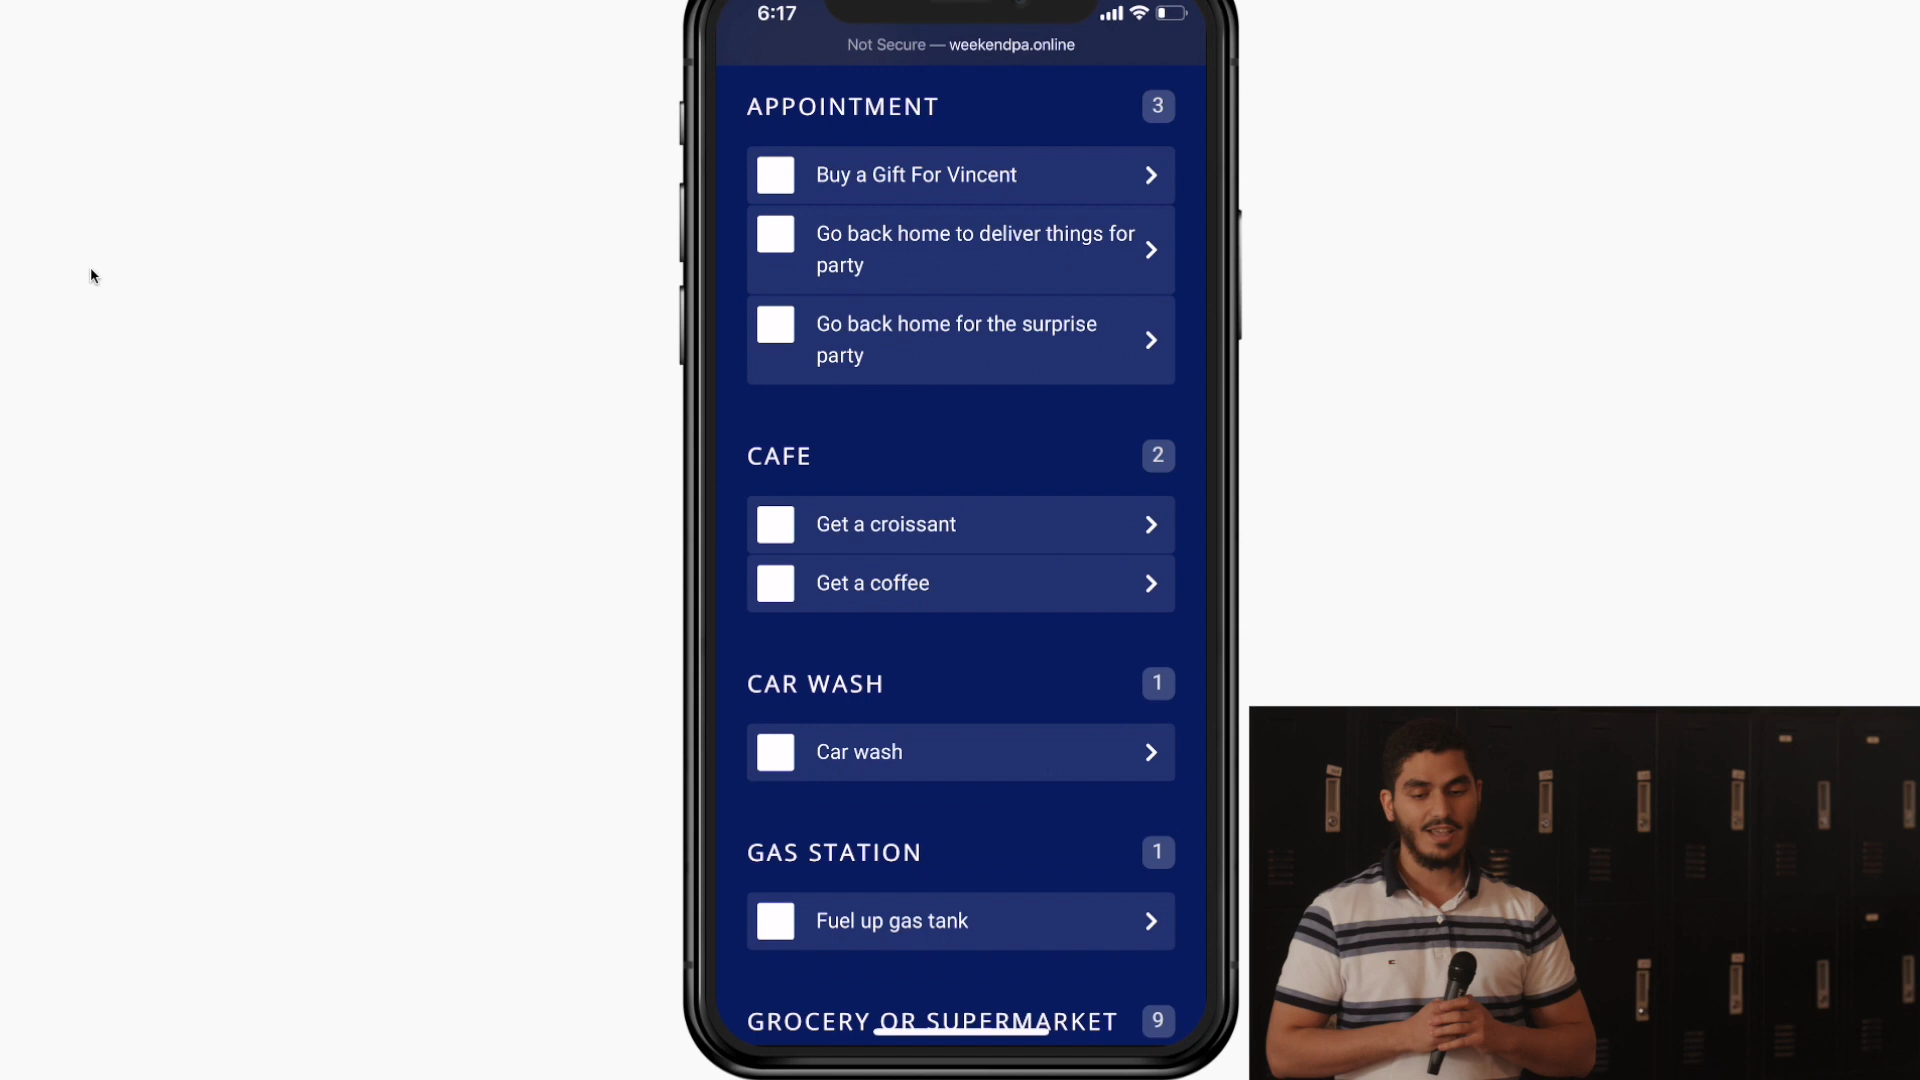 6:17
Not Secure — weekendpa.online
APPOINTMENT 3
Buy a Gift For Vincent
Go back home to deliver things for
party
Go back home for the surprise
party
CAFE 2
Get a croissant
Get a coffee
CAR WASH 1
Car wash
GAS STATION 1
Fuel up gas tank
GROCERY OR SUPERMARKET 9